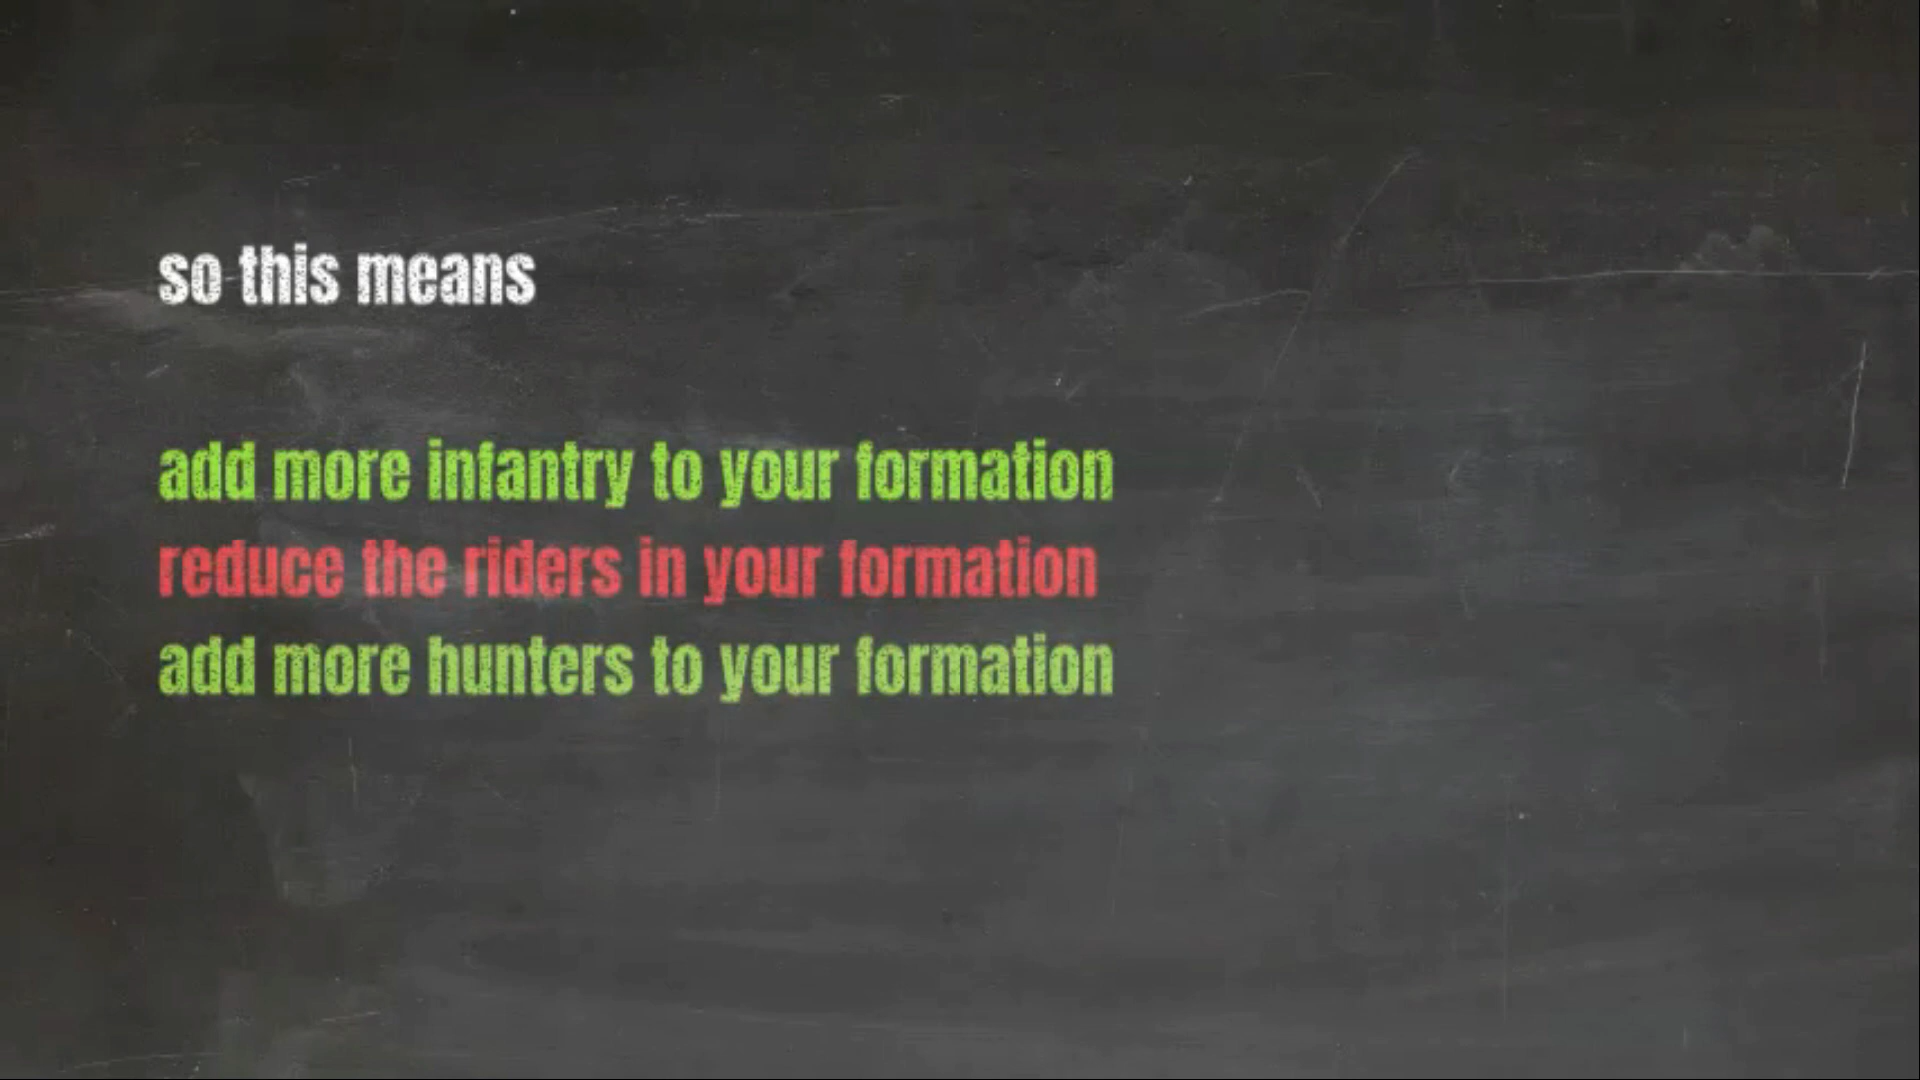 so this means
add more infantry to your formation
reduce the riders in your formation
add more hunters to your formation